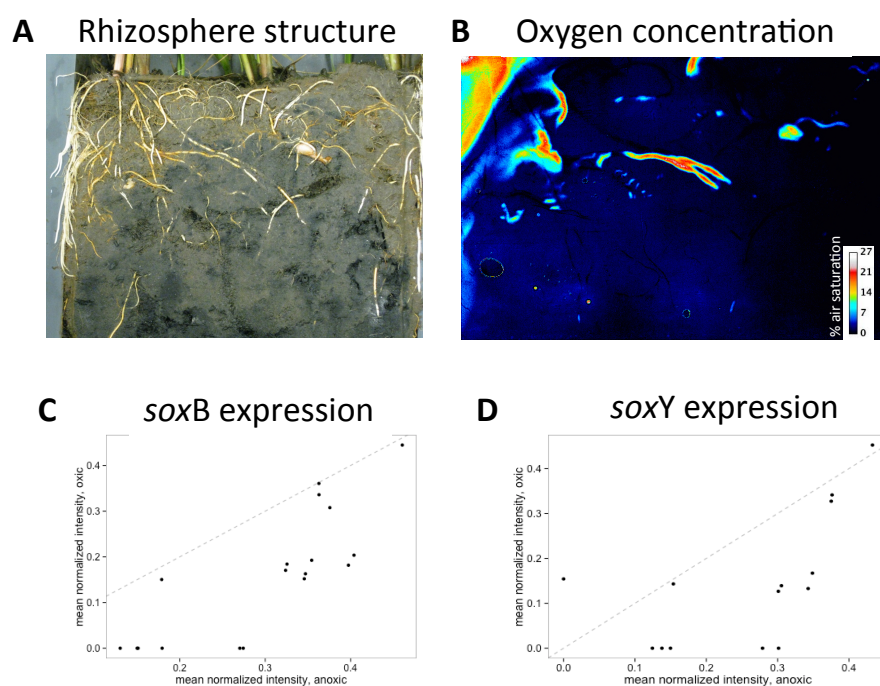 A Rhizosphere structure
B Oxygen concentration
% air saturation
27
21
14
7
0
C soxB expression
mean normalized intensity, oxic
0.4
0.3
0.2
0.1
0.0
0.2 0.3 0.4
mean normalized intensity, anoxic
D soxY expression
mean normalized intensity, oxic
0.4
0.3
0.2
0.1
0.0
0.0 0.1 0.2 0.3 0.4
mean normalized intensity, anoxic